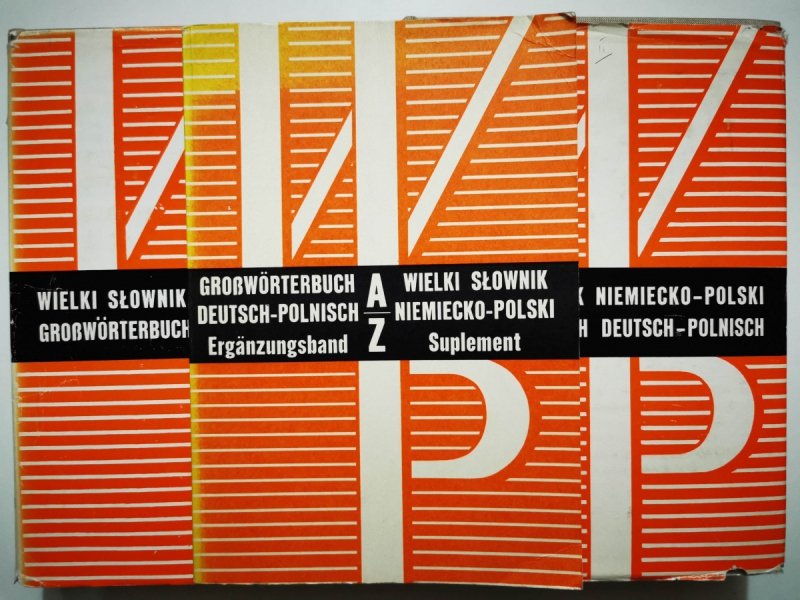 WIELKI SŁOWNIK
GROßWÖRTERBUCH
GROßWÖRTERBUCH
DEUTSCH-POLNISCH
Ergänzungsband
A
Z
WIELKI SŁOWNIK
NIEMIECKO-POLSKI
Suplement
K NIEMIECKO-POLSKI
H DEUTSCH-POLNISCH